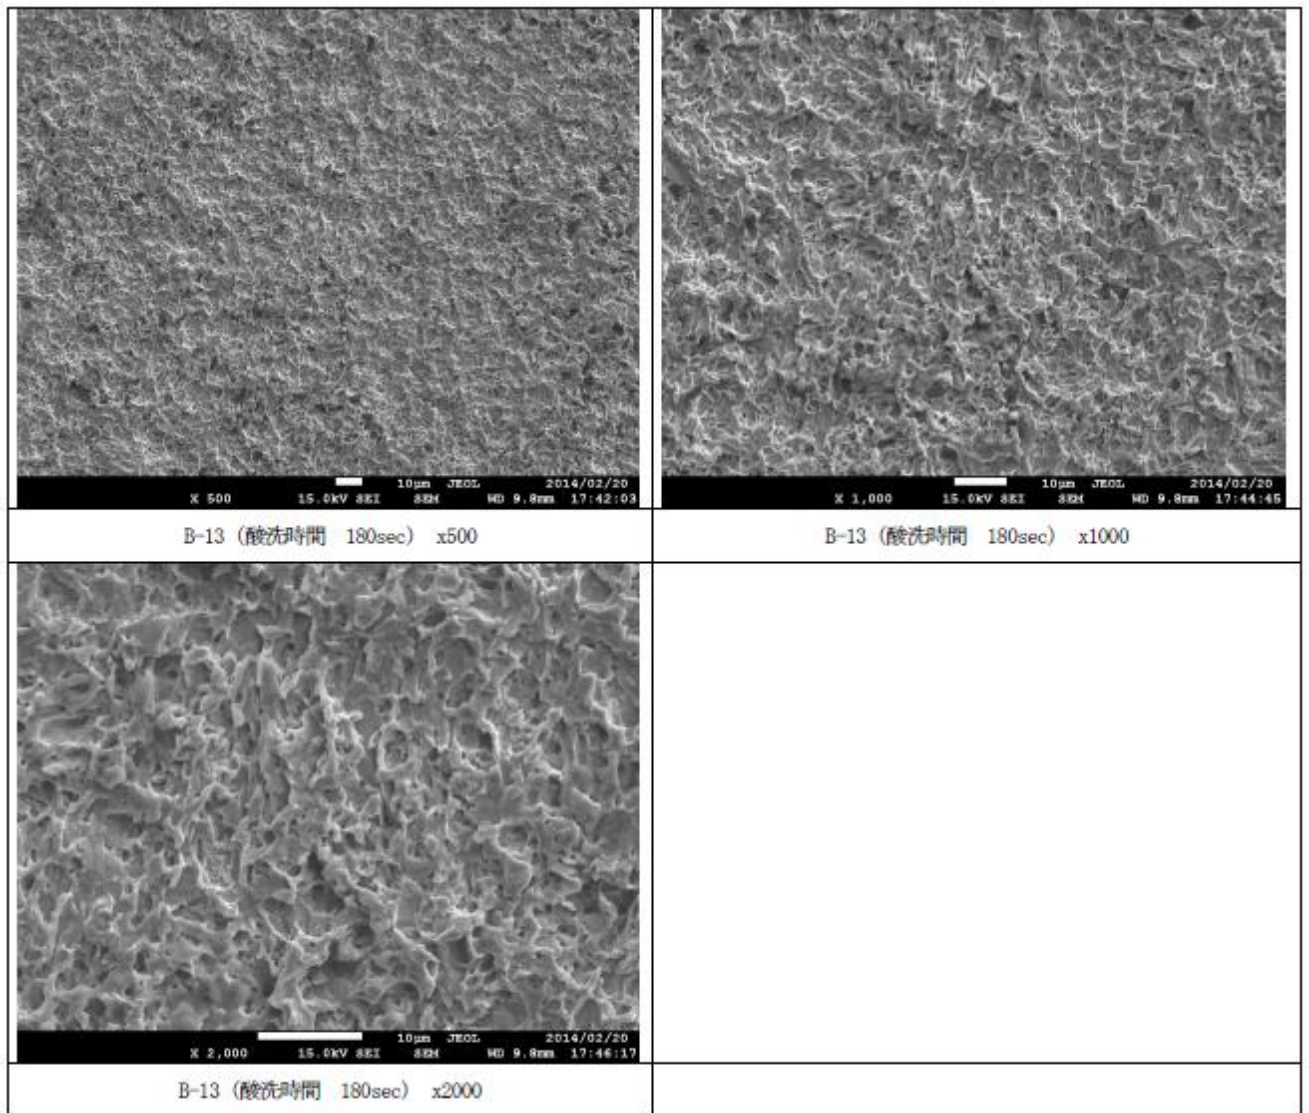 10μm JEOL 2014/02/20
X 500 15.0kV SEI SEM WD 9.8mm 17:42:03
10μm JEOL 2014/02/20
X 1,000 15.0kV SEI SEM WD 9.8mm 17:44:45
B-13 (酸洗時間 180sec) x500
B-13 (酸洗時間 180sec) x1000
10μm JEOL 2014/02/20
X 2,000 15.0kV SEI SEM WD 9.8mm 17:46:17
B-13 (酸洗時間 180sec) x2000